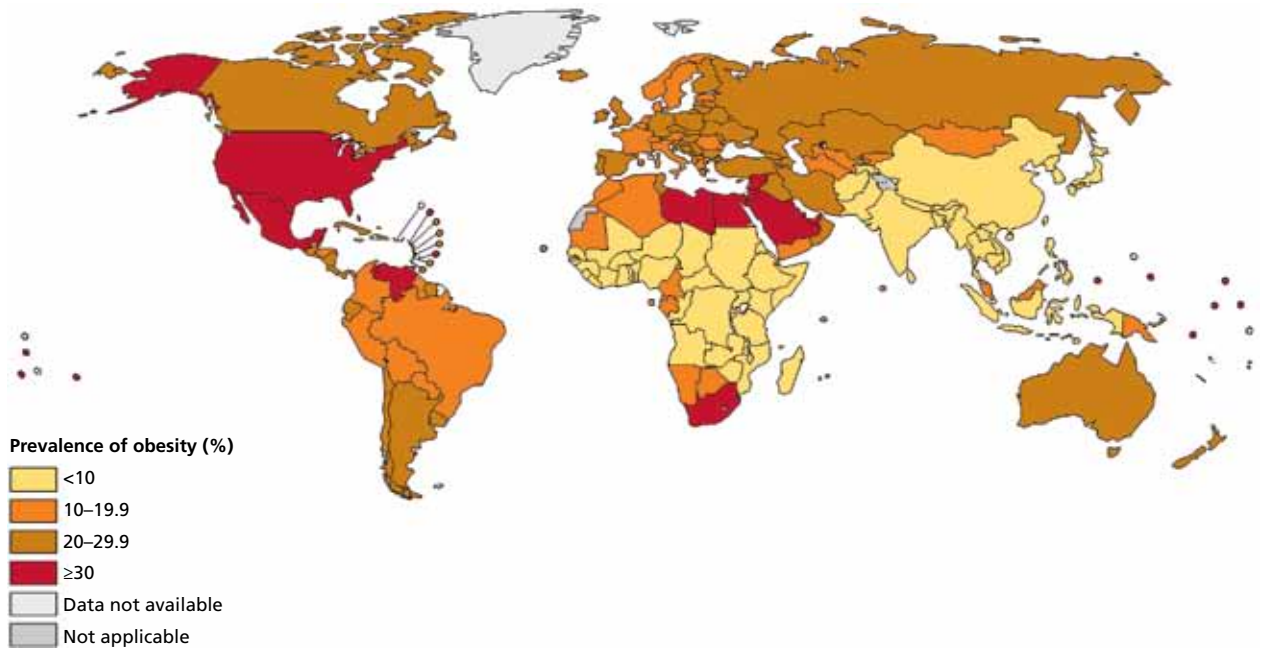 Prevalence of obesity (%)
<10
10–19.9
20–29.9
≥30
Data not available
Not applicable